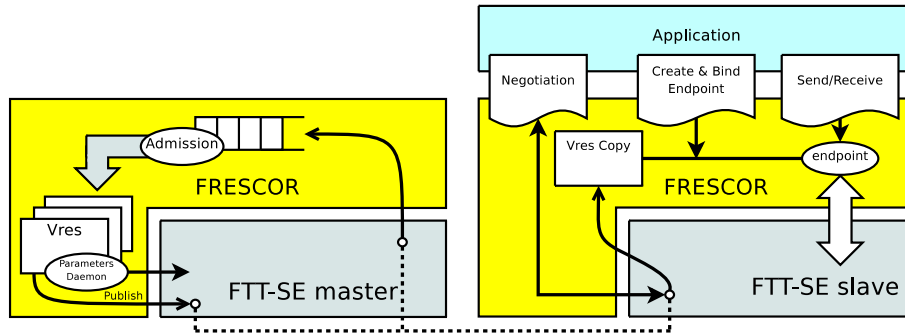 Application
Negotiation
Create & Bind
Endpoint
Send/Receive
Admission
Vres Copy
endpoint
FRESCOR
FRESCOR
Vres
Parameters
Daemon
Publish
FTT-SE master
FTT-SE slave